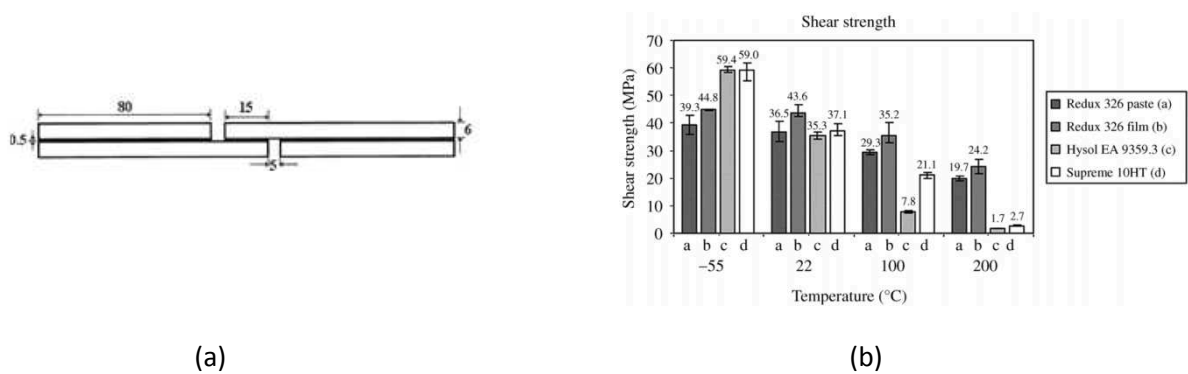 80
15
0.5
6
5
(a)
Shear strength
Shear strength (MPa)
70
60
50
40
30
20
10
0
39.3
44.8
59.4
59.0
36.5
43.6
35.3
37.1
29.3
35.2
7.8
21.1
19.7
24.2
1.7
2.7
a b c d a b c d a b c d a b c d
−55 22 100 200
Temperature (°C)
Redux 326 paste (a)
Redux 326 film (b)
Hysol EA 9359.3 (c)
Supreme 10HT (d)
(b)